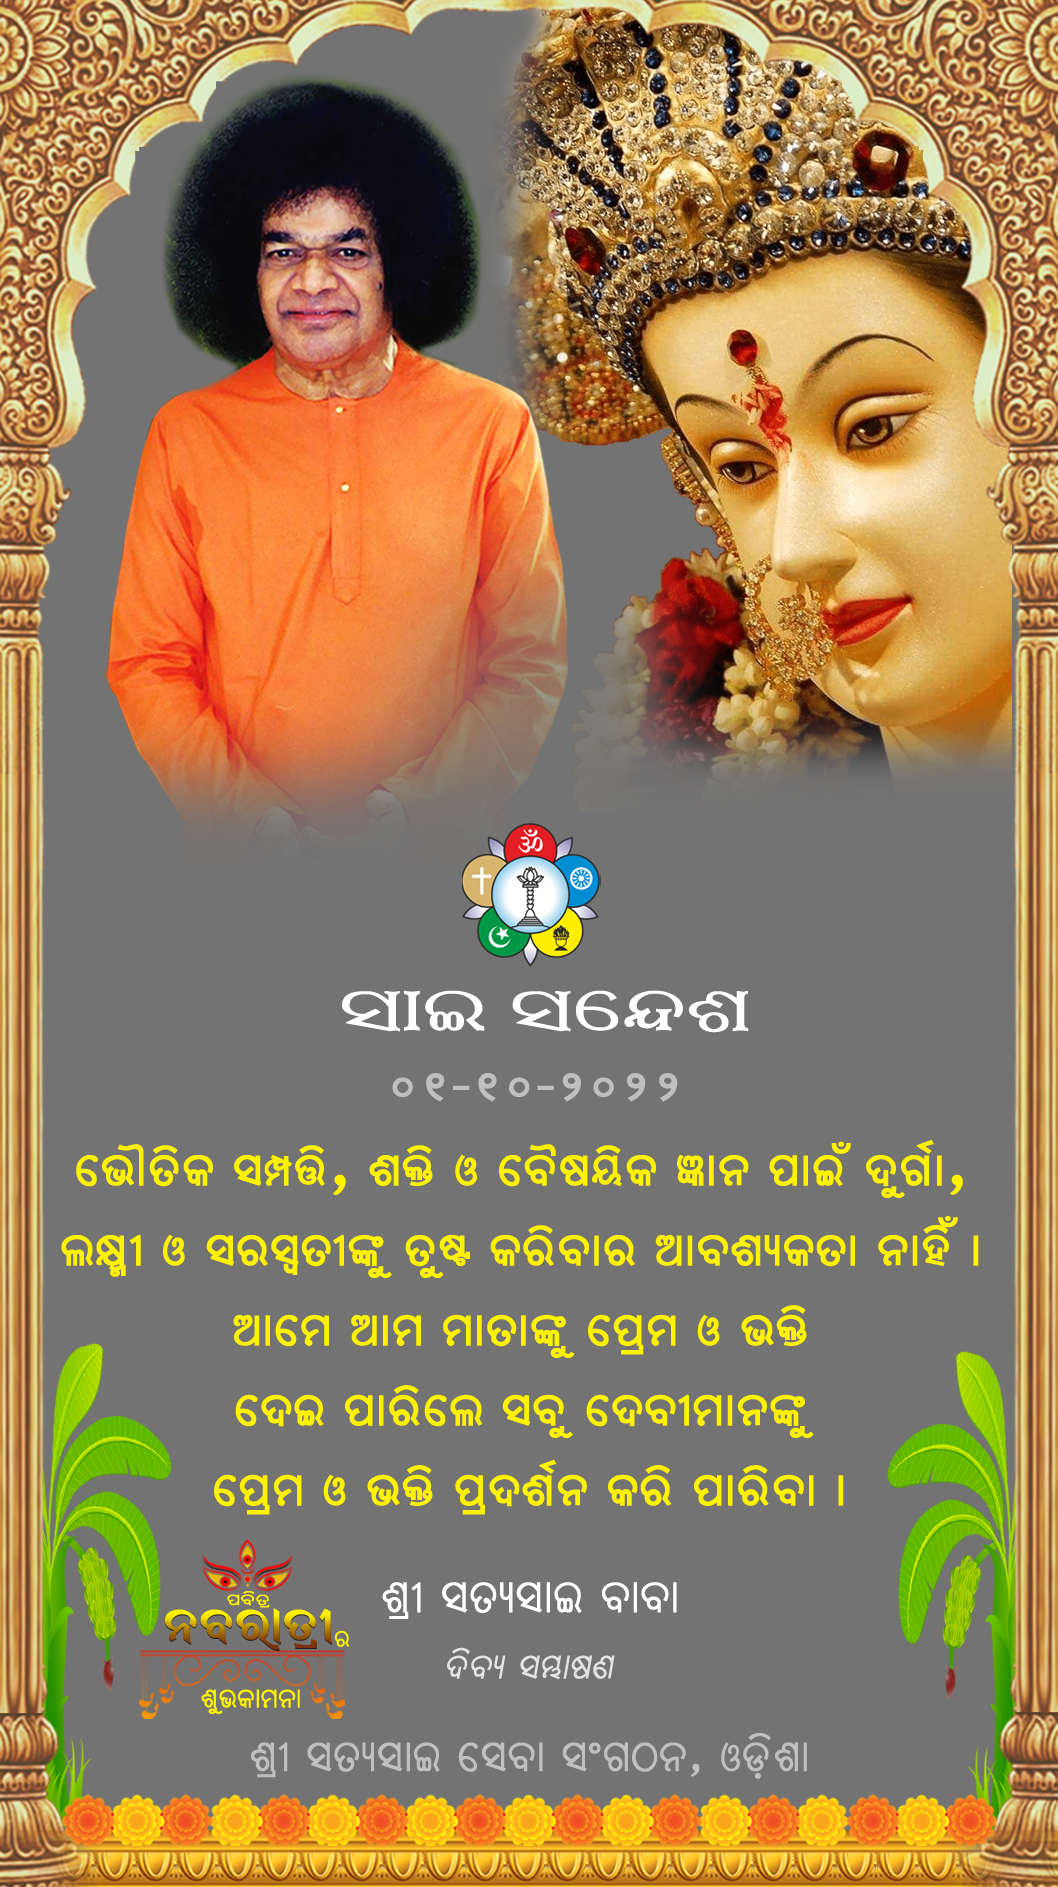 ସାଇ ସନ୍ଦେଶ
୦୧-୧୦-୨୦୨୨
ଭୌତିକ ସମ୍ପତ୍ତି, ଶକ୍ତି ଓ ବୈଷୟିକ ଜ୍ଞାନ ପାଇଁ ଦୁର୍ଗା,
ଲକ୍ଷ୍ମୀ ଓ ସରସ୍ୱତୀଙ୍କୁ ତୁଷ୍ଟ କରିବାର ଆବଶ୍ୟକତା ନାହିଁ ।
ଆମେ ଆମ ମାତାଙ୍କୁ ପ୍ରେମ ଓ ଭକ୍ତି
ଦେଇ ପାରିଲେ ସବୁ ଦେବୀମାନଙ୍କୁ
ପ୍ରେମ ଓ ଭକ୍ତି ପ୍ରଦର୍ଶନ କରି ପାରିବା ।
ଶ୍ରୀ ସତ୍ୟସାଇ ବାବା
ଦିବ୍ୟ ସମ୍ଭାଷଣ
ପବିତ୍ର
ନବରାତ୍ରୀର
ଶୁଭକାମନା
ଶ୍ରୀ ସତ୍ୟସାଇ ସେବା ସଂଗଠନ, ଓଡ଼ିଶା